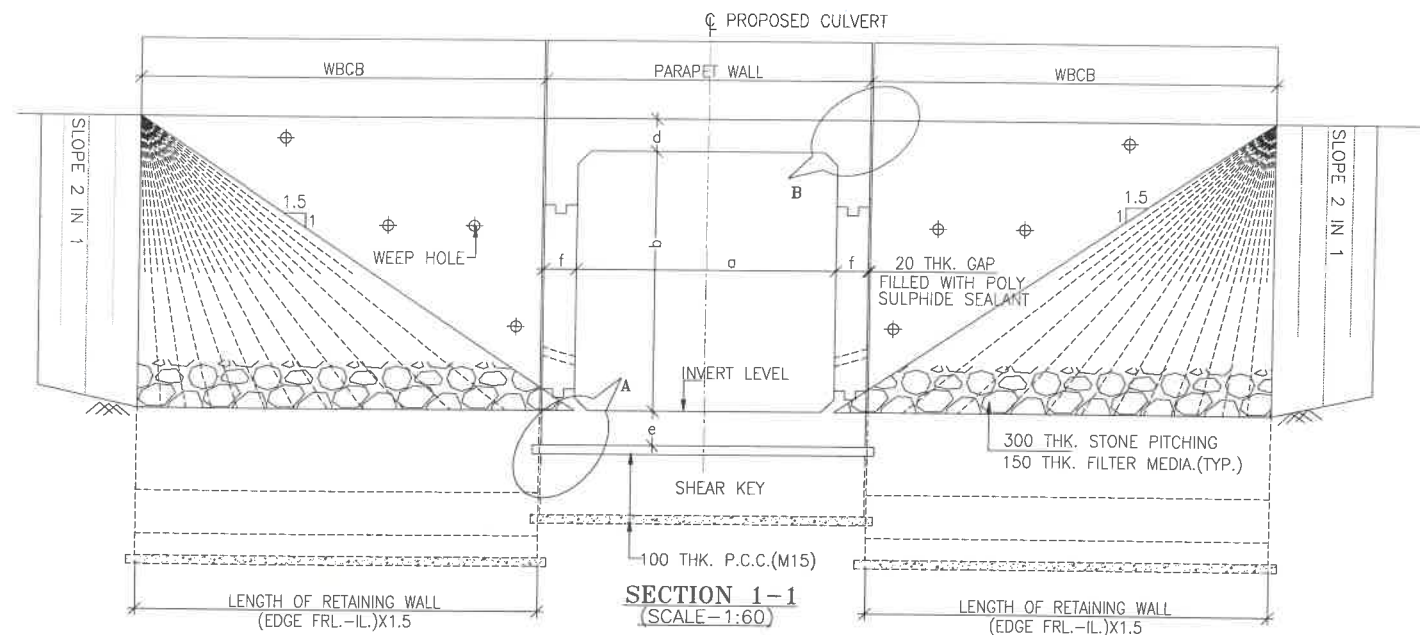 ℄ PROPOSED CULVERT
WBCB
PARAPET WALL
WBCB
SLOPE 2 IN 1
d
B
SLOPE 2 IN 1
1.5
1
1.5
1
b
WEEP HOLE
f
a
f
20 THK. GAP
FILLED WITH POLY
SULPHIDE SEALANT
A
INVERT LEVEL
e
300 THK. STONE PITCHING
150 THK. FILTER MEDIA.(TYP.)
SHEAR KEY
100 THK. P.C.C.(M15)
SECTION 1-1
(SCALE-1:60)
LENGTH OF RETAINING WALL
(EDGE FRL.-IL.)X1.5
LENGTH OF RETAINING WALL
(EDGE FRL.-IL.)X1.5